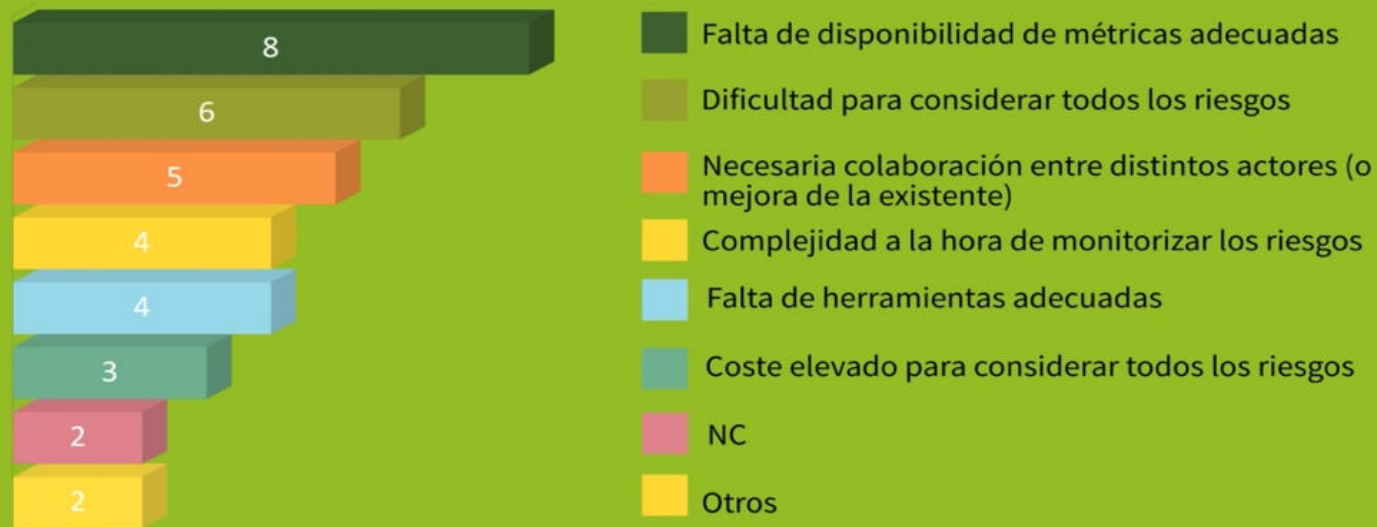 8
Falta de disponibilidad de métricas adecuadas
6
Dificultad para considerar todos los riesgos
5
Necesaria colaboración entre distintos actores (o
mejora de la existente)
4
Complejidad a la hora de monitorizar los riesgos
4
Falta de herramientas adecuadas
3
Coste elevado para considerar todos los riesgos
2
NC
2
Otros